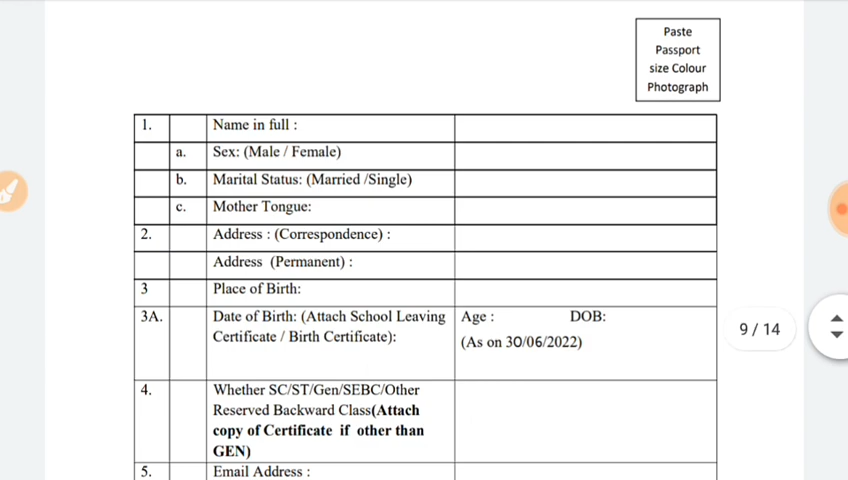 Paste
Passport
size Colour
Photograph
1. Name in full :
a. Sex: (Male / Female)
b. Marital Status: (Married /Single)
c. Mother Tongue:
2. Address : (Correspondence) :
Address (Permanent) :
3 Place of Birth:
3A. Date of Birth: (Attach School Leaving Age : DOB:
Certificate / Birth Certificate): (As on 30/06/2022)
9 / 14
4. Whether SC/ST/Gen/SEBC/Other
Reserved Backward Class(Attach
copy of Certificate if other than
GEN)
5. Email Address :